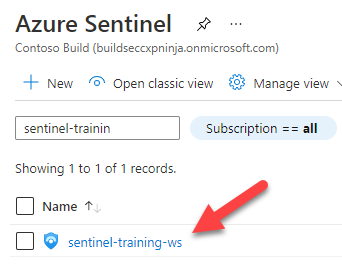 Azure Sentinel
Contoso Build (buildseccxpninja.onmicrosoft.com)
New Open classic view Manage view
sentinel-trainin Subscription == all
Showing 1 to 1 of 1 records.
Name
sentinel-training-ws